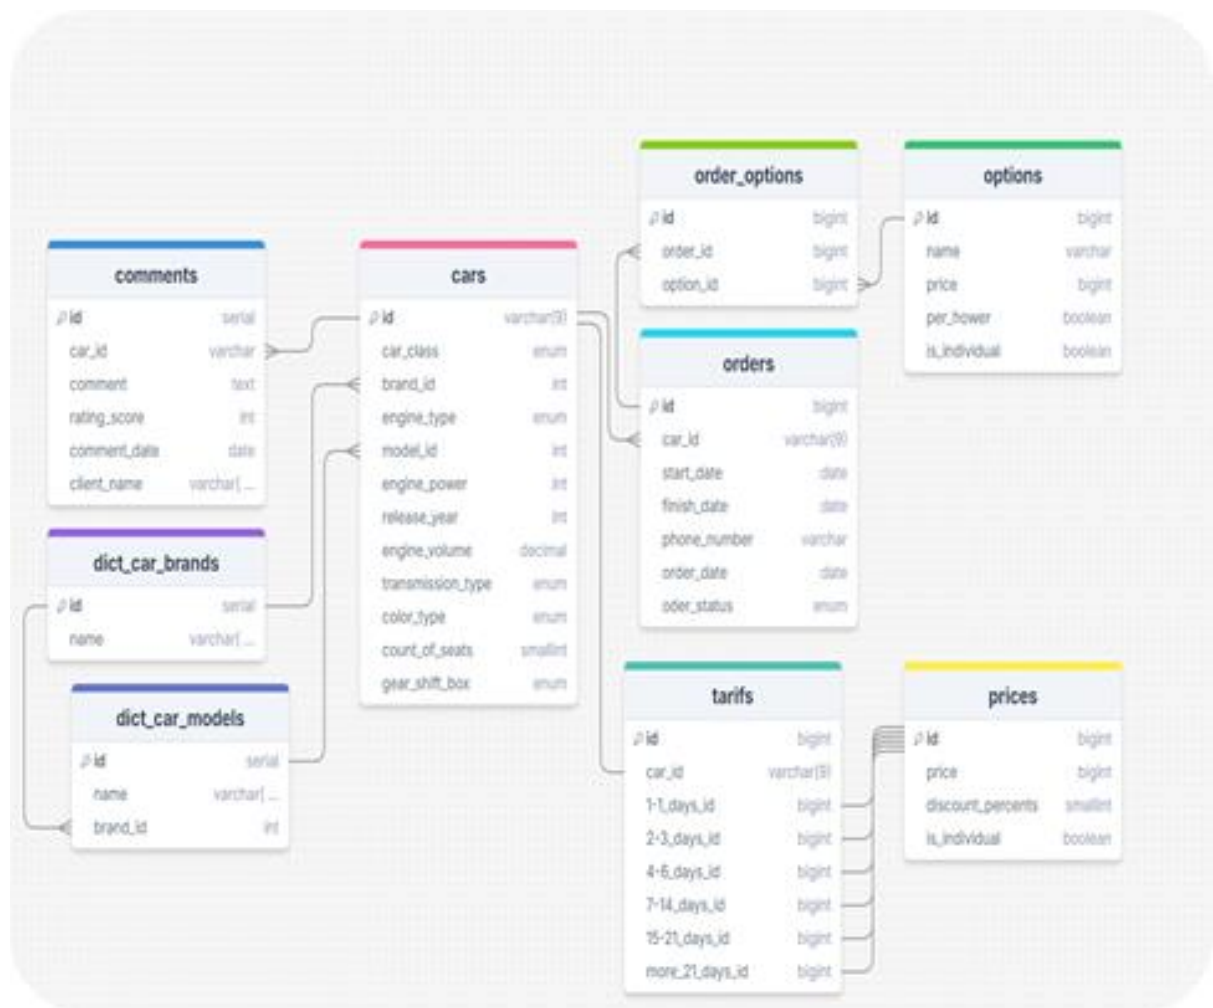 order_options
id bigint
order_id bigint
option_id bigint
options
id bigint
name varchar
price bigint
per_hower boolean
is_individual boolean
comments
id serial
car_id varchar
comment text
rating_score int
comment_date date
client_name varchar( ...
cars
id varchar(9)
car_class enum
brand_id int
engine_type enum
model_id int
engine_power int
release_year int
engine_volume decimal
transmission_type enum
color_type enum
count_of_seats smallint
gear_shift_box enum
orders
id bigint
car_id varchar(9)
start_date date
finish_date date
phone_number varchar
order_date date
oder_status enum
dict_car_brands
id serial
name varchar( ...
dict_car_models
id serial
name varchar( ...
brand_id int
tarifs
id bigint
car_id varchar(9)
1-1_days_id bigint
2-3_days_id bigint
4-6_days_id bigint
7-14_days_id bigint
15-21_days_id bigint
more_21_days_id bigint
prices
id bigint
price bigint
discount_percents smallint
is_individual boolean